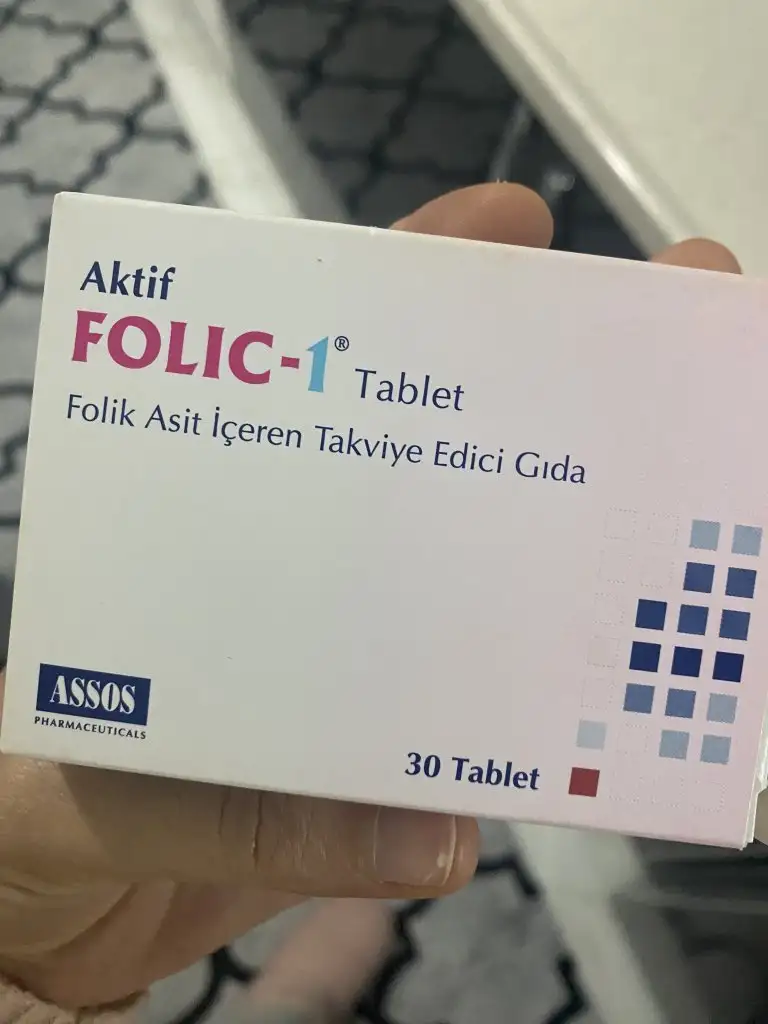 Aktif
FOLIC-1® Tablet
Folik Asit İçeren Takviye Edici Gıda
ASSOS
PHARMACEUTICALS
30 Tablet